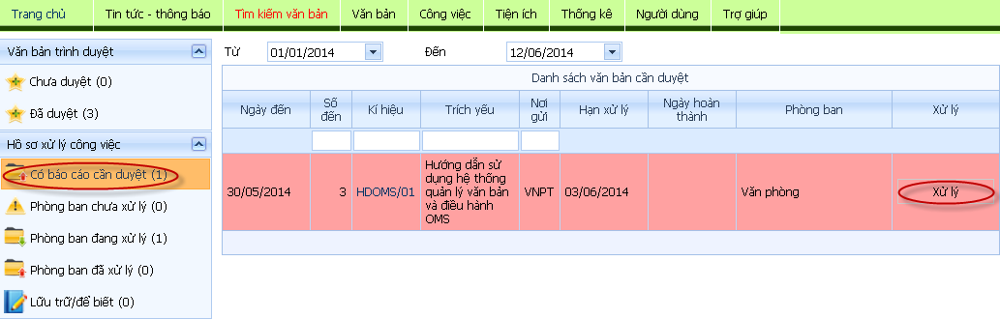 Trang chủ Tin tức - thông báo Tìm kiếm văn bản Văn bản Công việc Tiện ích Thống kê Người dùng Trợ giúp
Văn bản trình duyệt
Chưa duyệt (0)
Đã duyệt (3)
Hồ sơ xử lý công việc
Có báo cáo cần duyệt (1)
Phòng ban chưa xử lý (0)
Phòng ban đang xử lý (1)
Phòng ban đã xử lý (0)
Lưu trữ/để biết (0)
Từ 01/01/2014 Đến 12/06/2014
Danh sách văn bản cần duyệt
Ngày đến Số đến Kí hiệu Trích yếu Nơi gửi Hạn xử lý Ngày hoàn thành Phòng ban Xử lý
30/05/2014 3 HDOMS/01 Hướng dẫn sử dụng hệ thống quản lý văn bản và điều hành OMS VNPT 03/06/2014 Văn phòng Xử lý